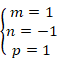 m = 1
n = −1
p = 1